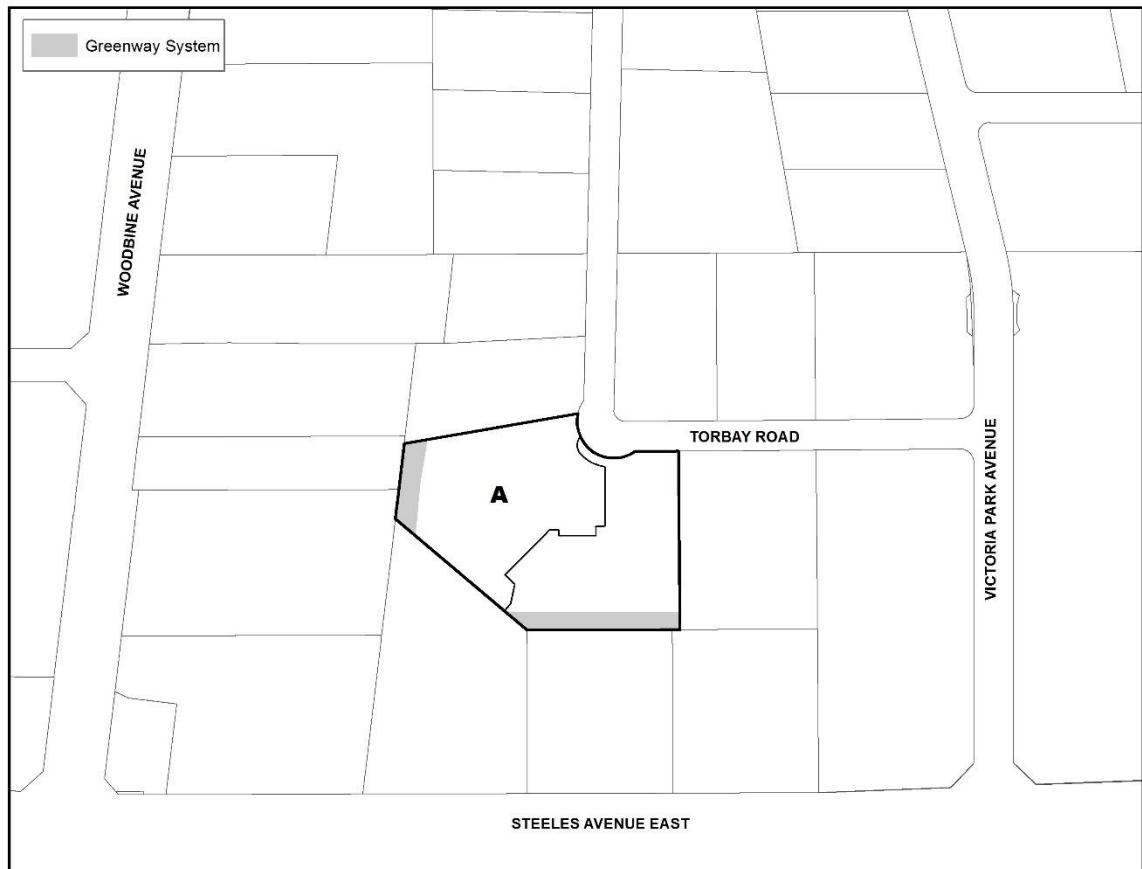 Greenway System
WOODBINE AVENUE
A
TORBAY ROAD
VICTORIA PARK AVENUE
STEELES AVENUE EAST